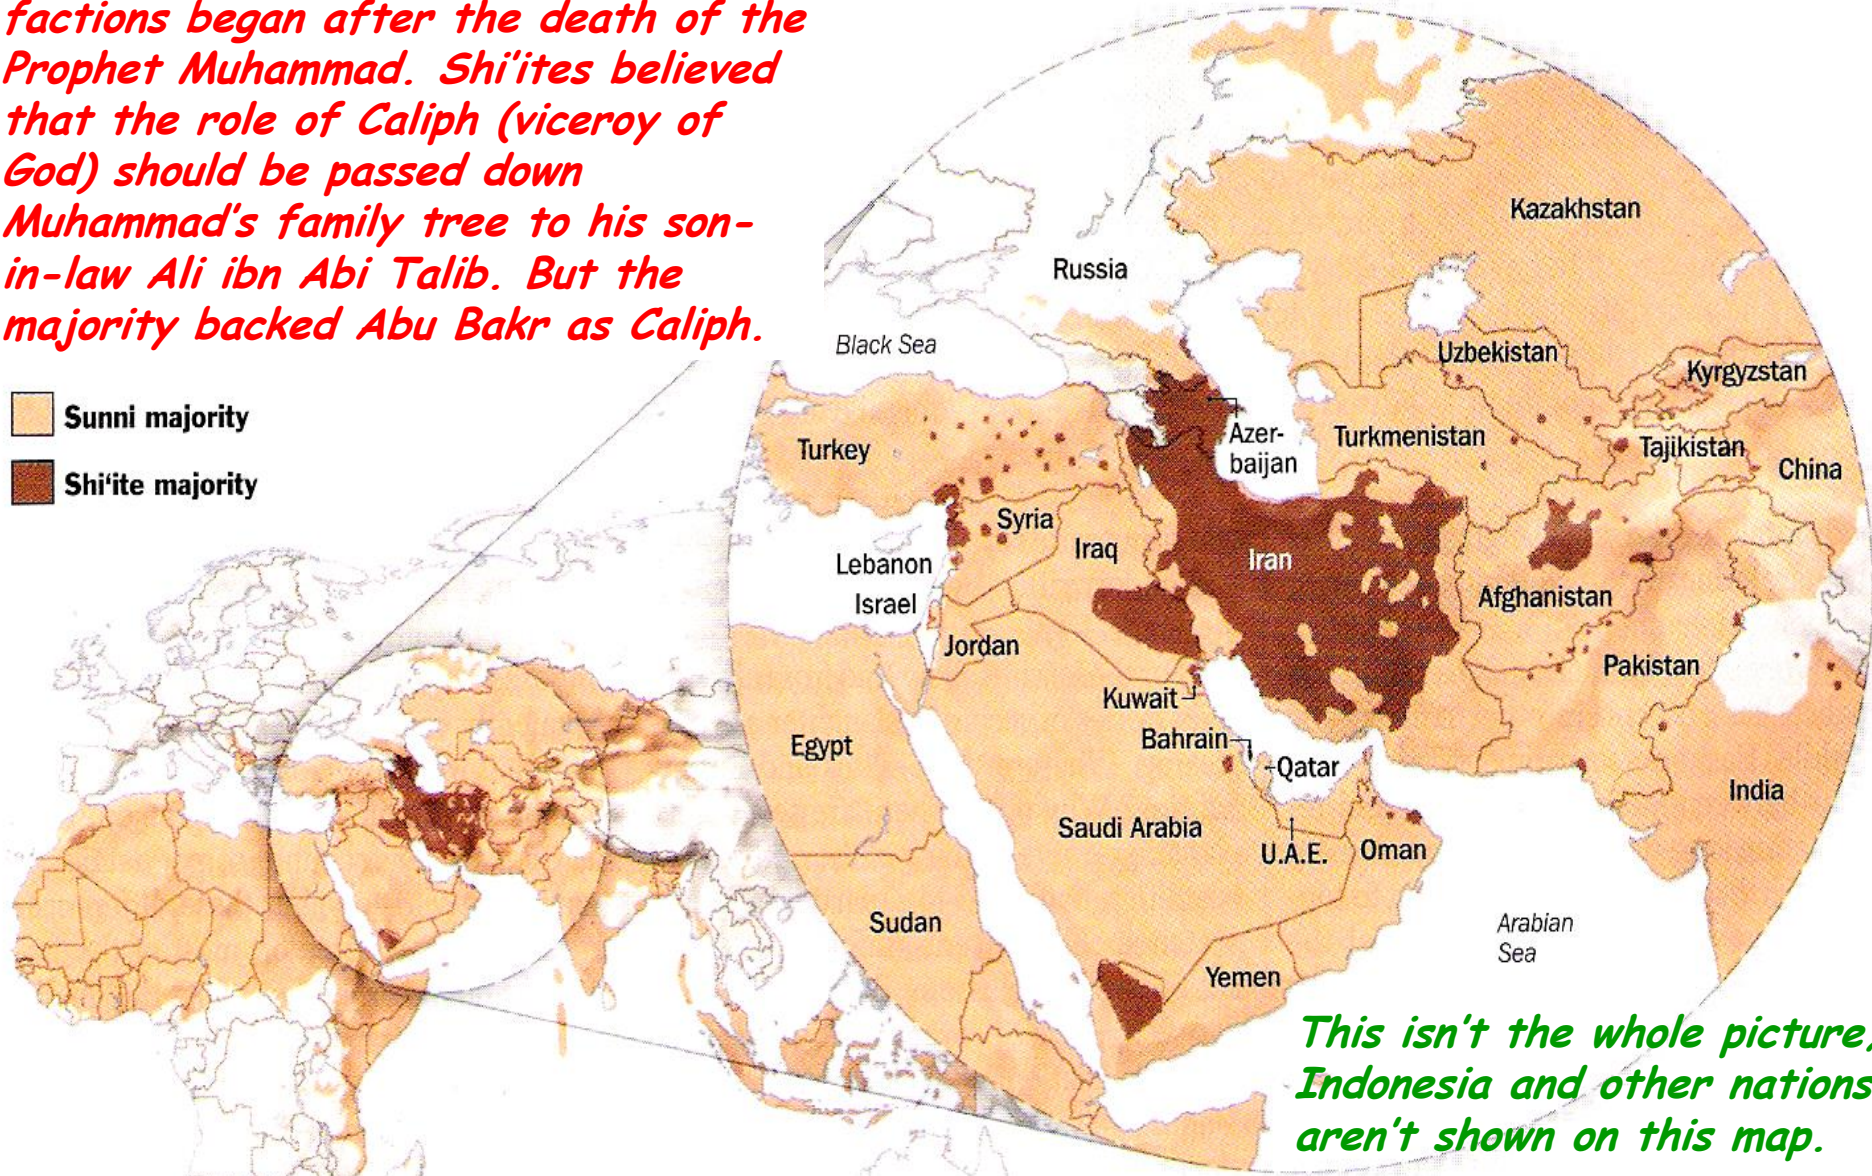 factions began after the death of the
Prophet Muhammad. Shi'ites believed
that the role of Caliph (viceroy of
God) should be passed down
Muhammad's family tree to his son-
in-law Ali ibn Abi Talib. But the
majority backed Abu Bakr as Caliph.
Sunni majority
Shi‘ite majority
Kazakhstan
Russia
Black Sea
Uzbekistan
Kyrgyzstan
Turkey
Azer-
baijan
Turkmenistan
Tajikistan
China
Syria
Iraq
Iran
Lebanon
Israel
Afghanistan
Jordan
Pakistan
Kuwait
Bahrain
Qatar
Egypt
India
Saudi Arabia
U.A.E.
Oman
Sudan
Arabian
Sea
Yemen
This isn't the whole picture,
Indonesia and other nations
aren't shown on this map.